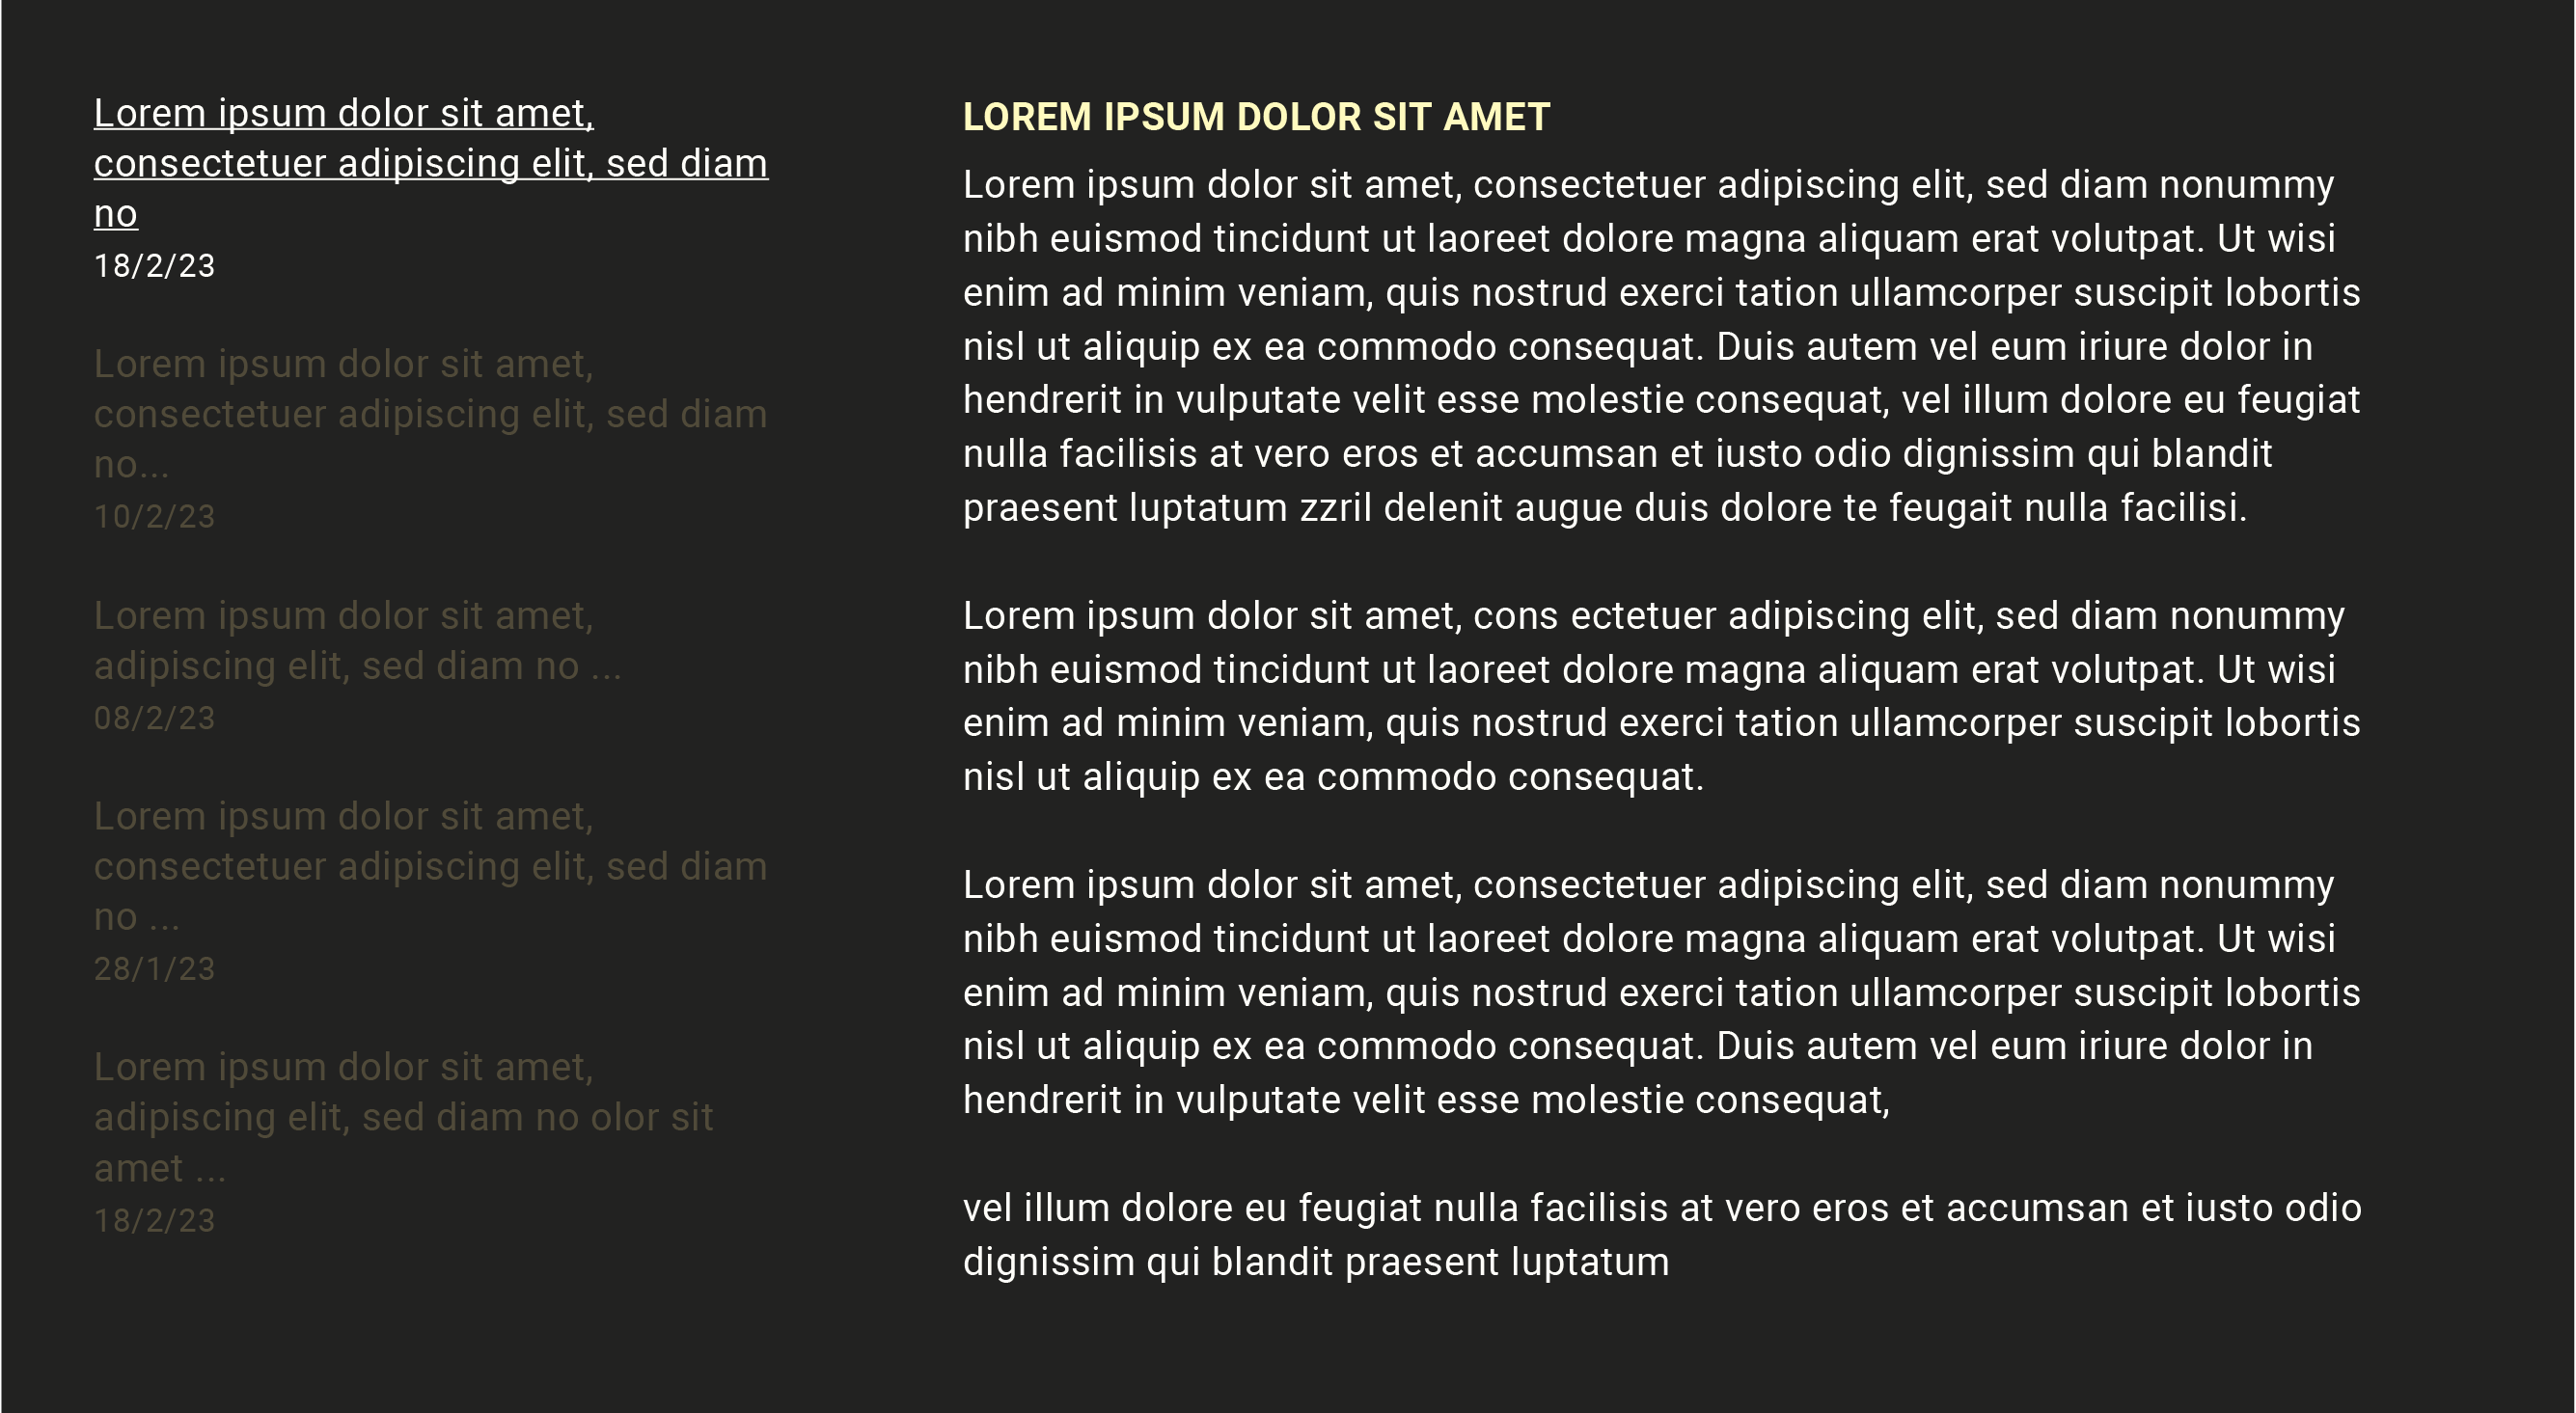 Lorem ipsum dolor sit amet,
consectetuer adipiscing elit, sed diam
no
18/2/23
Lorem ipsum dolor sit amet,
consectetuer adipiscing elit, sed diam
no...
10/2/23
Lorem ipsum dolor sit amet,
adipiscing elit, sed diam no ...
08/2/23
Lorem ipsum dolor sit amet,
consectetuer adipiscing elit, sed diam
no ...
28/1/23
Lorem ipsum dolor sit amet,
adipiscing elit, sed diam no olor sit
amet ...
18/2/23
LOREM IPSUM DOLOR SIT AMET
Lorem ipsum dolor sit amet, consectetuer adipiscing elit, sed diam nonummy
nibh euismod tincidunt ut laoreet dolore magna aliquam erat volutpat. Ut wisi
enim ad minim veniam, quis nostrud exerci tation ullamcorper suscipit lobortis
nisl ut aliquip ex ea commodo consequat. Duis autem vel eum iriure dolor in
hendrerit in vulputate velit esse molestie consequat, vel illum dolore eu feugiat
nulla facilisis at vero eros et accumsan et iusto odio dignissim qui blandit
praesent luptatum zzril delenit augue duis dolore te feugait nulla facilisi.
Lorem ipsum dolor sit amet, cons ectetuer adipiscing elit, sed diam nonummy
nibh euismod tincidunt ut laoreet dolore magna aliquam erat volutpat. Ut wisi
enim ad minim veniam, quis nostrud exerci tation ullamcorper suscipit lobortis
nisl ut aliquip ex ea commodo consequat.
Lorem ipsum dolor sit amet, consectetuer adipiscing elit, sed diam nonummy
nibh euismod tincidunt ut laoreet dolore magna aliquam erat volutpat. Ut wisi
enim ad minim veniam, quis nostrud exerci tation ullamcorper suscipit lobortis
nisl ut aliquip ex ea commodo consequat. Duis autem vel eum iriure dolor in
hendrerit in vulputate velit esse molestie consequat,
vel illum dolore eu feugiat nulla facilisis at vero eros et accumsan et iusto odio
dignissim qui blandit praesent luptatum